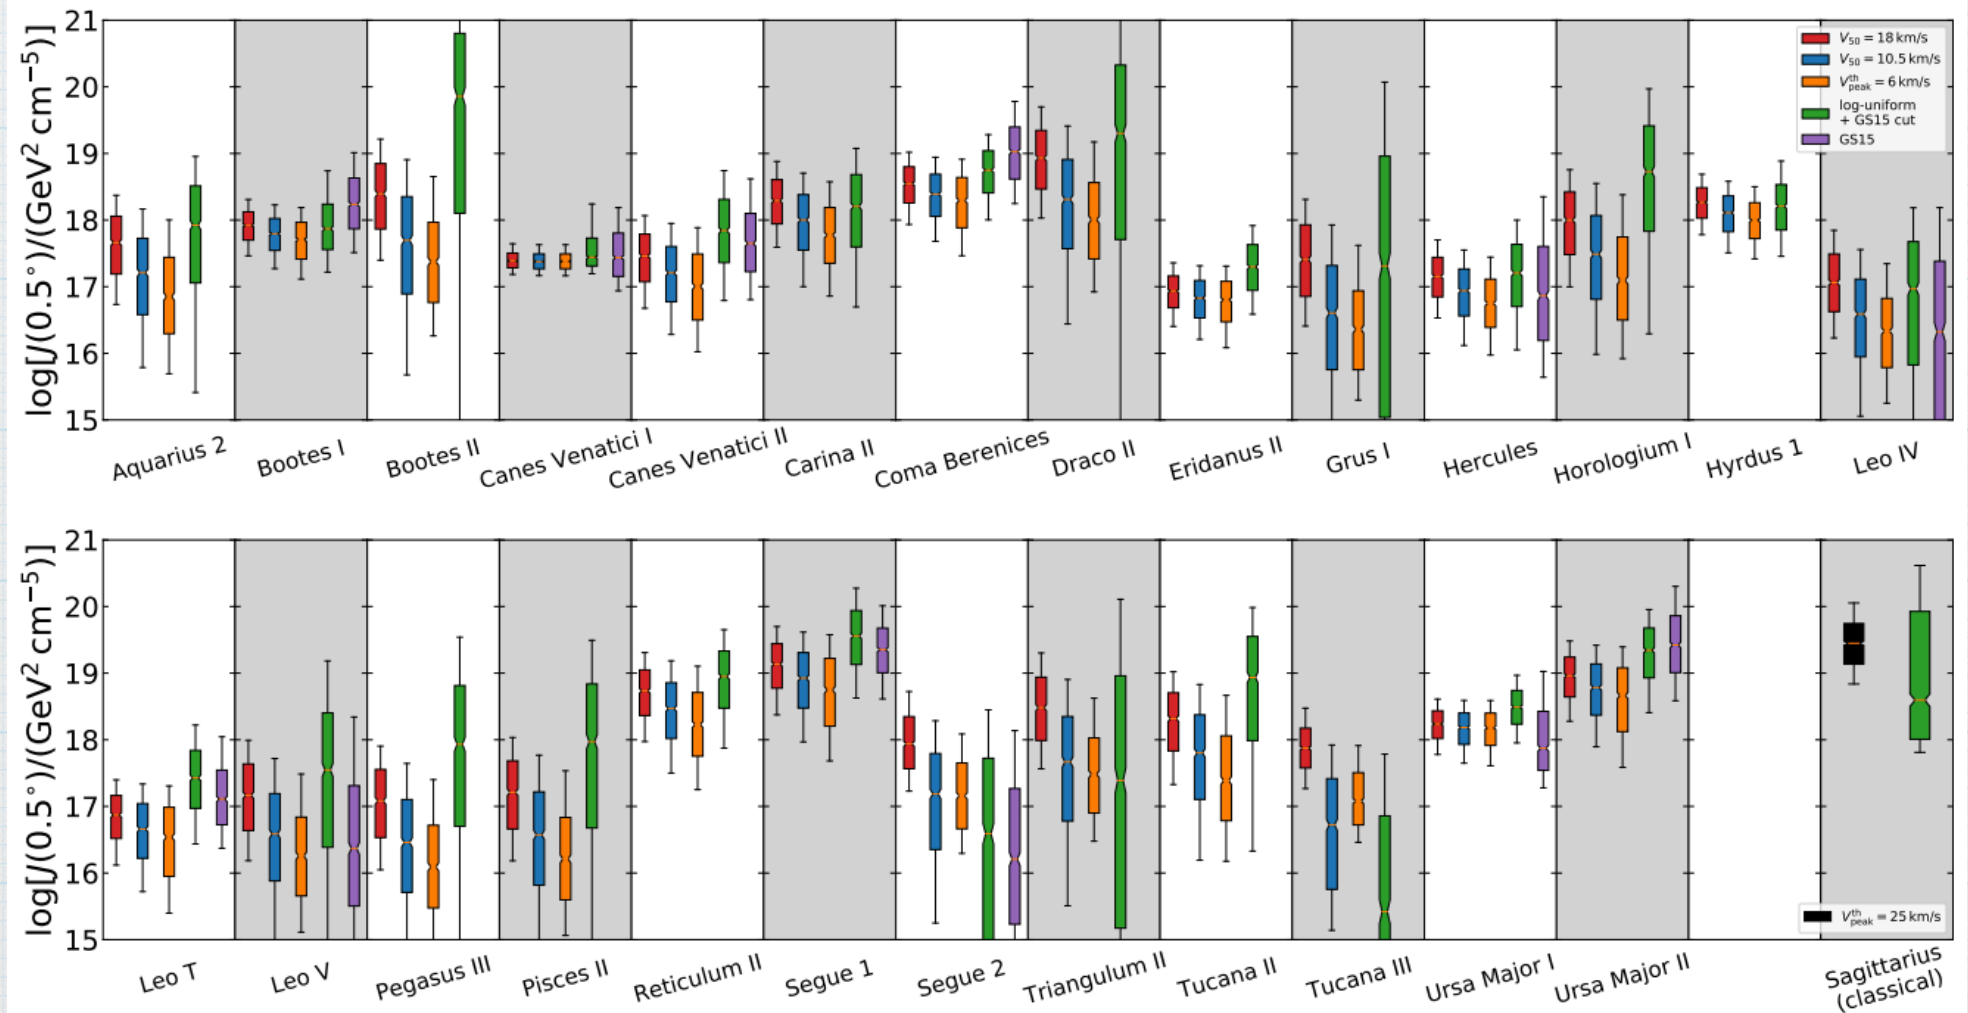 log[J(0.5°)/(GeV² cm⁻⁵)]
21
20
19
18
17
16
15
V₅₀ = 18 km/s
V₅₀ = 10.5 km/s
V_peak^th = 6 km/s
log-uniform
+ GS15 cut
GS15
Aquarius 2
Bootes I
Bootes II
Canes Venatici I
Canes Venatici II
Carina II
Coma Berenices
Draco II
Eridanus II
Grus I
Hercules
Horologium I
Hyrdus 1
Leo IV
log[J(0.5°)/(GeV² cm⁻⁵)]
21
20
19
18
17
16
15
V_peak^th = 25 km/s
Leo T
Leo V
Pegasus III
Pisces II
Reticulum II
Segue 1
Segue 2
Triangulum II
Tucana II
Tucana III
Ursa Major I
Ursa Major II
Sagittarius
(classical)